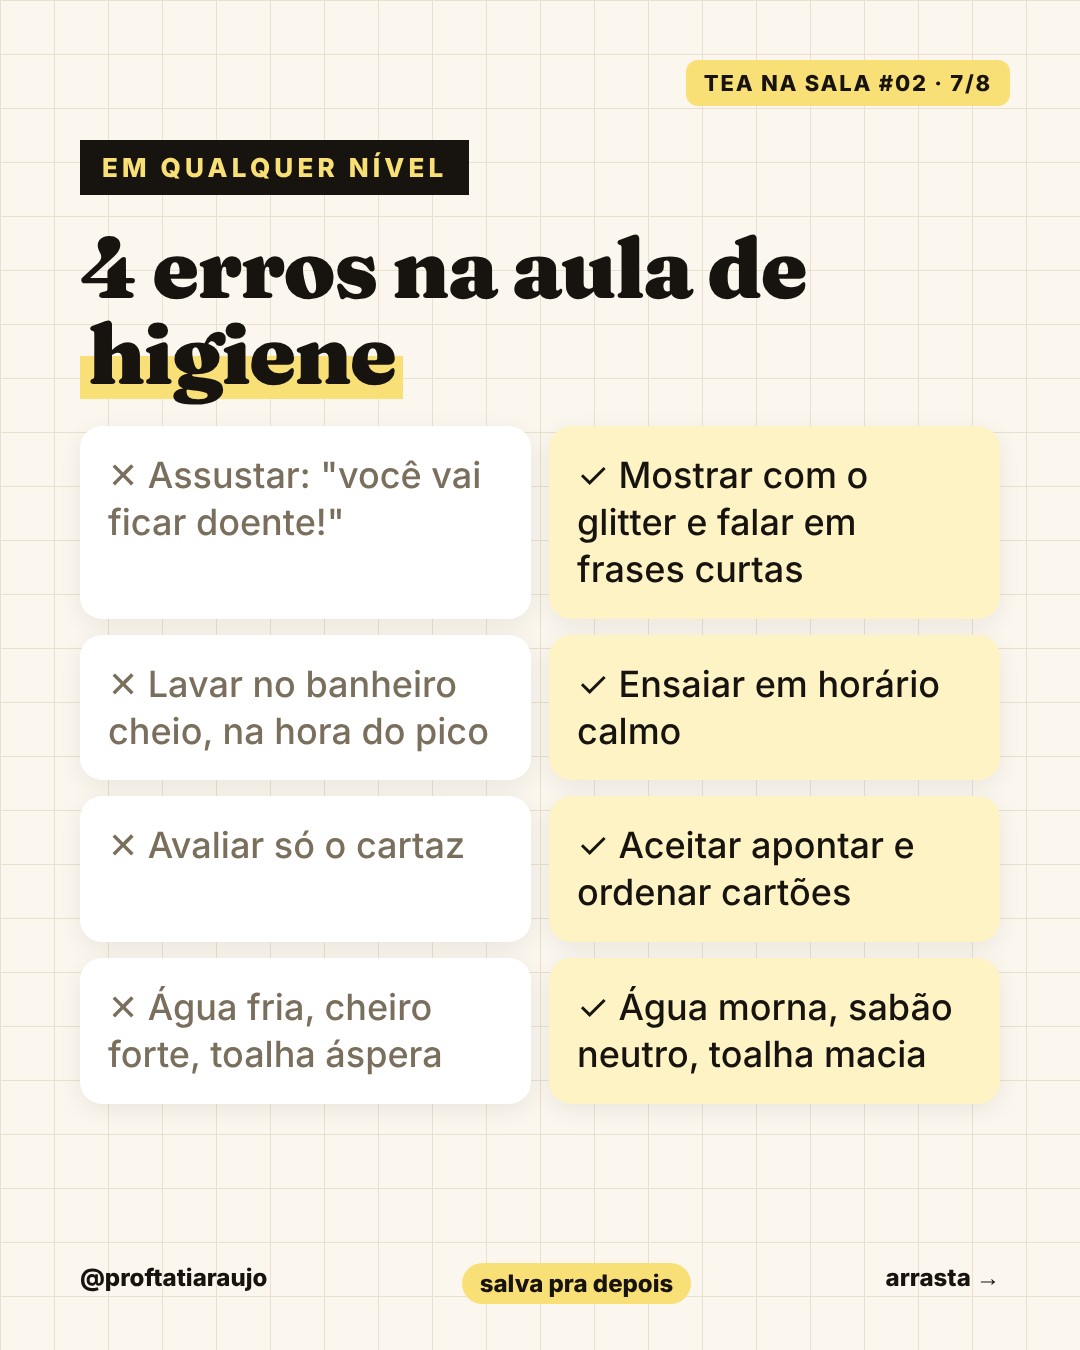 TEA NA SALA #02 · 7/8
EM QUALQUER NÍVEL
4 erros na aula de
higiene
✕ Assustar: "você vai
ficar doente!"
✓ Mostrar com o
glitter e falar em
frases curtas
✕ Lavar no banheiro
cheio, na hora do pico
✓ Ensaiar em horário
calmo
✕ Avaliar só o cartaz
✓ Aceitar apontar e
ordenar cartões
✕ Água fria, cheiro
forte, toalha áspera
✓ Água morna, sabão
neutro, toalha macia
@proftatiaraujo
salva pra depois
arrasta →